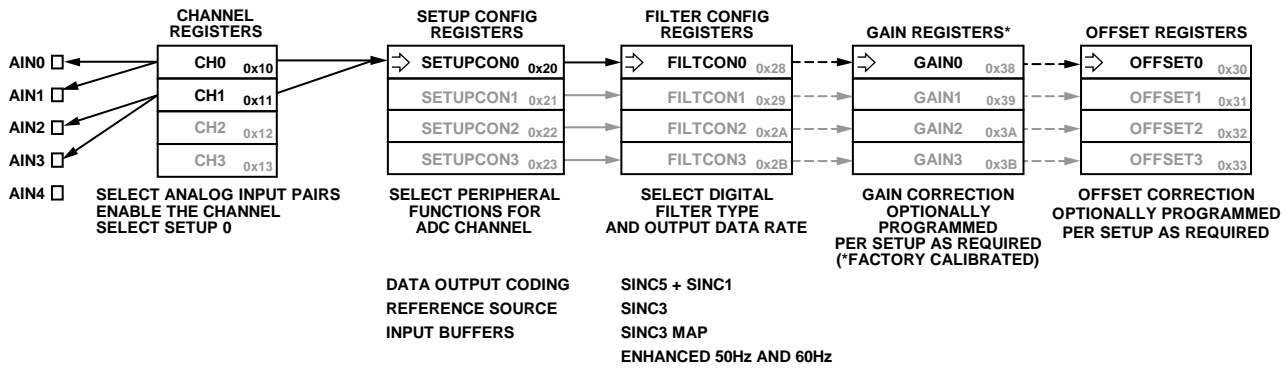 CHANNEL
REGISTERS
SETUP CONFIG
REGISTERS
FILTER CONFIG
REGISTERS
GAIN REGISTERS*
OFFSET REGISTERS
AIN0
AIN1
AIN2
AIN3
AIN4
CH0 0x10
CH1 0x11
CH2 0x12
CH3 0x13
SELECT ANALOG INPUT PAIRS
ENABLE THE CHANNEL
SELECT SETUP 0
SETUPCON0 0x20
SETUPCON1 0x21
SETUPCON2 0x22
SETUPCON3 0x23
SELECT PERIPHERAL
FUNCTIONS FOR
ADC CHANNEL
DATA OUTPUT CODING
REFERENCE SOURCE
INPUT BUFFERS
FILTCON0 0x28
FILTCON1 0x29
FILTCON2 0x2A
FILTCON3 0x2B
SELECT DIGITAL
FILTER TYPE
AND OUTPUT DATA RATE
SINC5 + SINC1
SINC3
SINC3 MAP
ENHANCED 50Hz AND 60Hz
GAIN0 0x38
GAIN1 0x39
GAIN2 0x3A
GAIN3 0x3B
GAIN CORRECTION
OPTIONALLY
PROGRAMMED
PER SETUP AS REQUIRED
(*FACTORY CALIBRATED)
OFFSET0 0x30
OFFSET1 0x31
OFFSET2 0x32
OFFSET3 0x33
OFFSET CORRECTION
OPTIONALLY PROGRAMMED
PER SETUP AS REQUIRED